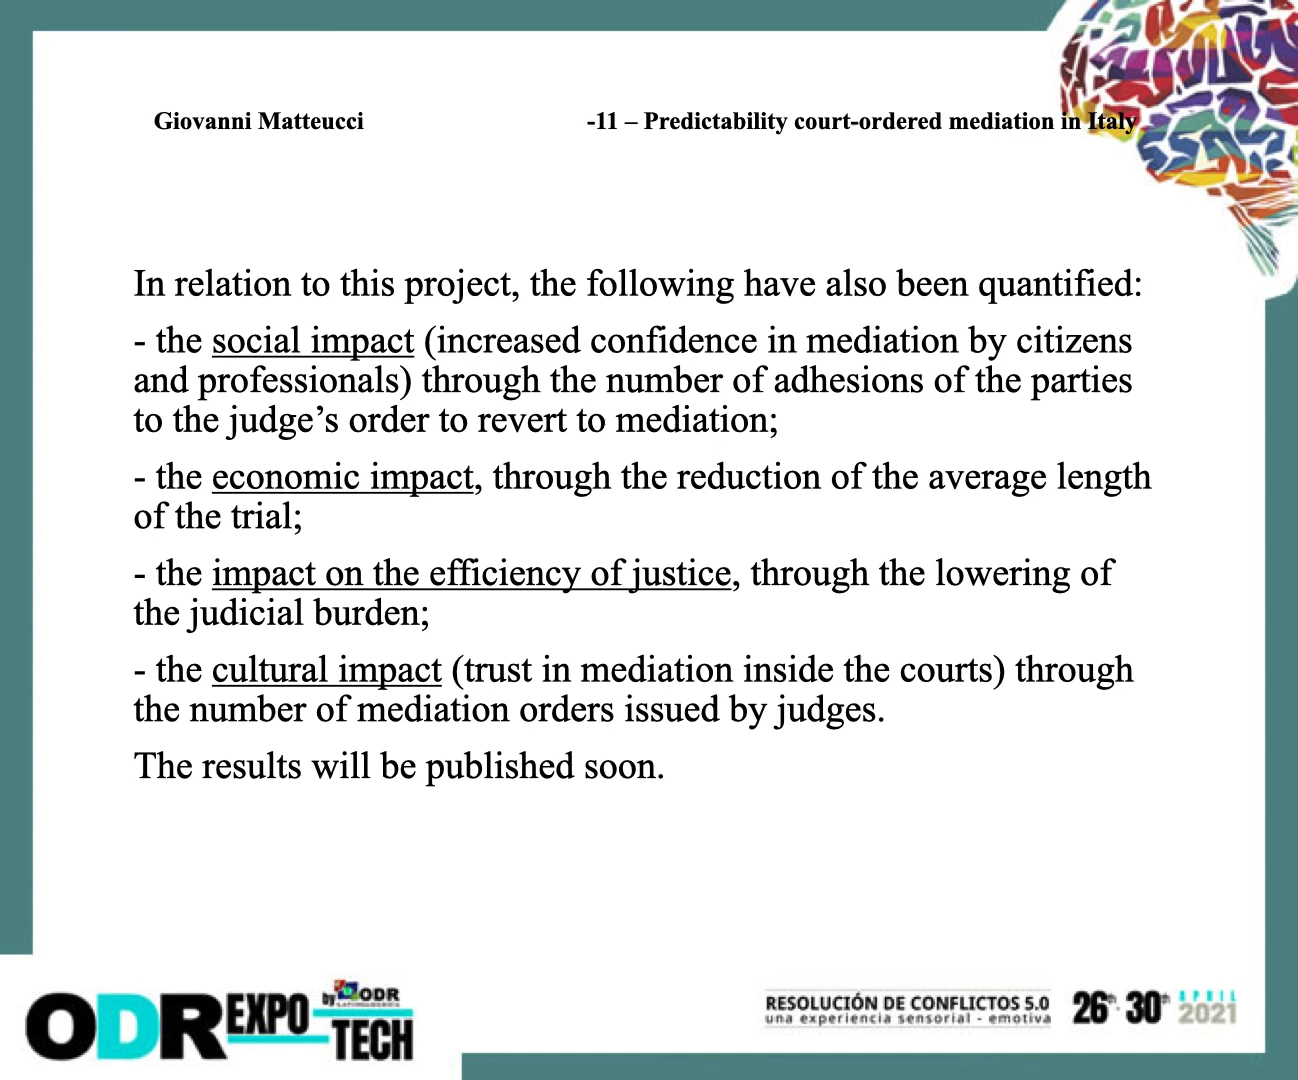 Giovanni Matteucci -11 – Predictability court-ordered mediation in Italy
In relation to this project, the following have also been quantified:
- the social impact (increased confidence in mediation by citizens
and professionals) through the number of adhesions of the parties
to the judge’s order to revert to mediation;
- the economic impact, through the reduction of the average length
of the trial;
- the impact on the efficiency of justice, through the lowering of
the judicial burden;
- the cultural impact (trust in mediation inside the courts) through
the number of mediation orders issued by judges.
The results will be published soon.
ODR EXPO TECH
by ODR
LATINOAMERICA
RESOLUCIÓN DE CONFLICTOS 5.0
una experiencia sensorial - emotiva
26th · 30th APRIL 2021